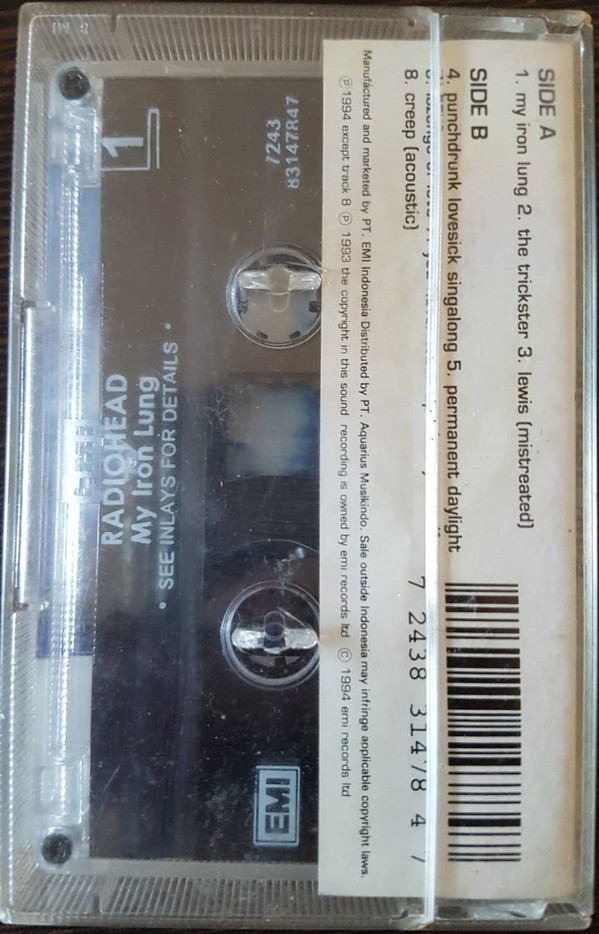 SIDE A
1. my iron lung 2. the trickster 3. lewis (mistreated)
SIDE B
4. punchdrunk lovesick singalong 5. permanent daylight
8. creep (acoustic)
7 2438 31478 4 7
Manufactured and marketed by PT. EMI Indonesia Distributed by PT. Aquarius Musikindo. Sale outside Indonesia may infringe applicable copyright laws.
Ⓟ 1994 except track 8 Ⓟ 1993 the copyright in this sound recording is owned by emi records ltd © 1994 emi records ltd
1
7243
83147847
RADIOHEAD
My Iron Lung
• SEE INLAYS FOR DETAILS •
EMI